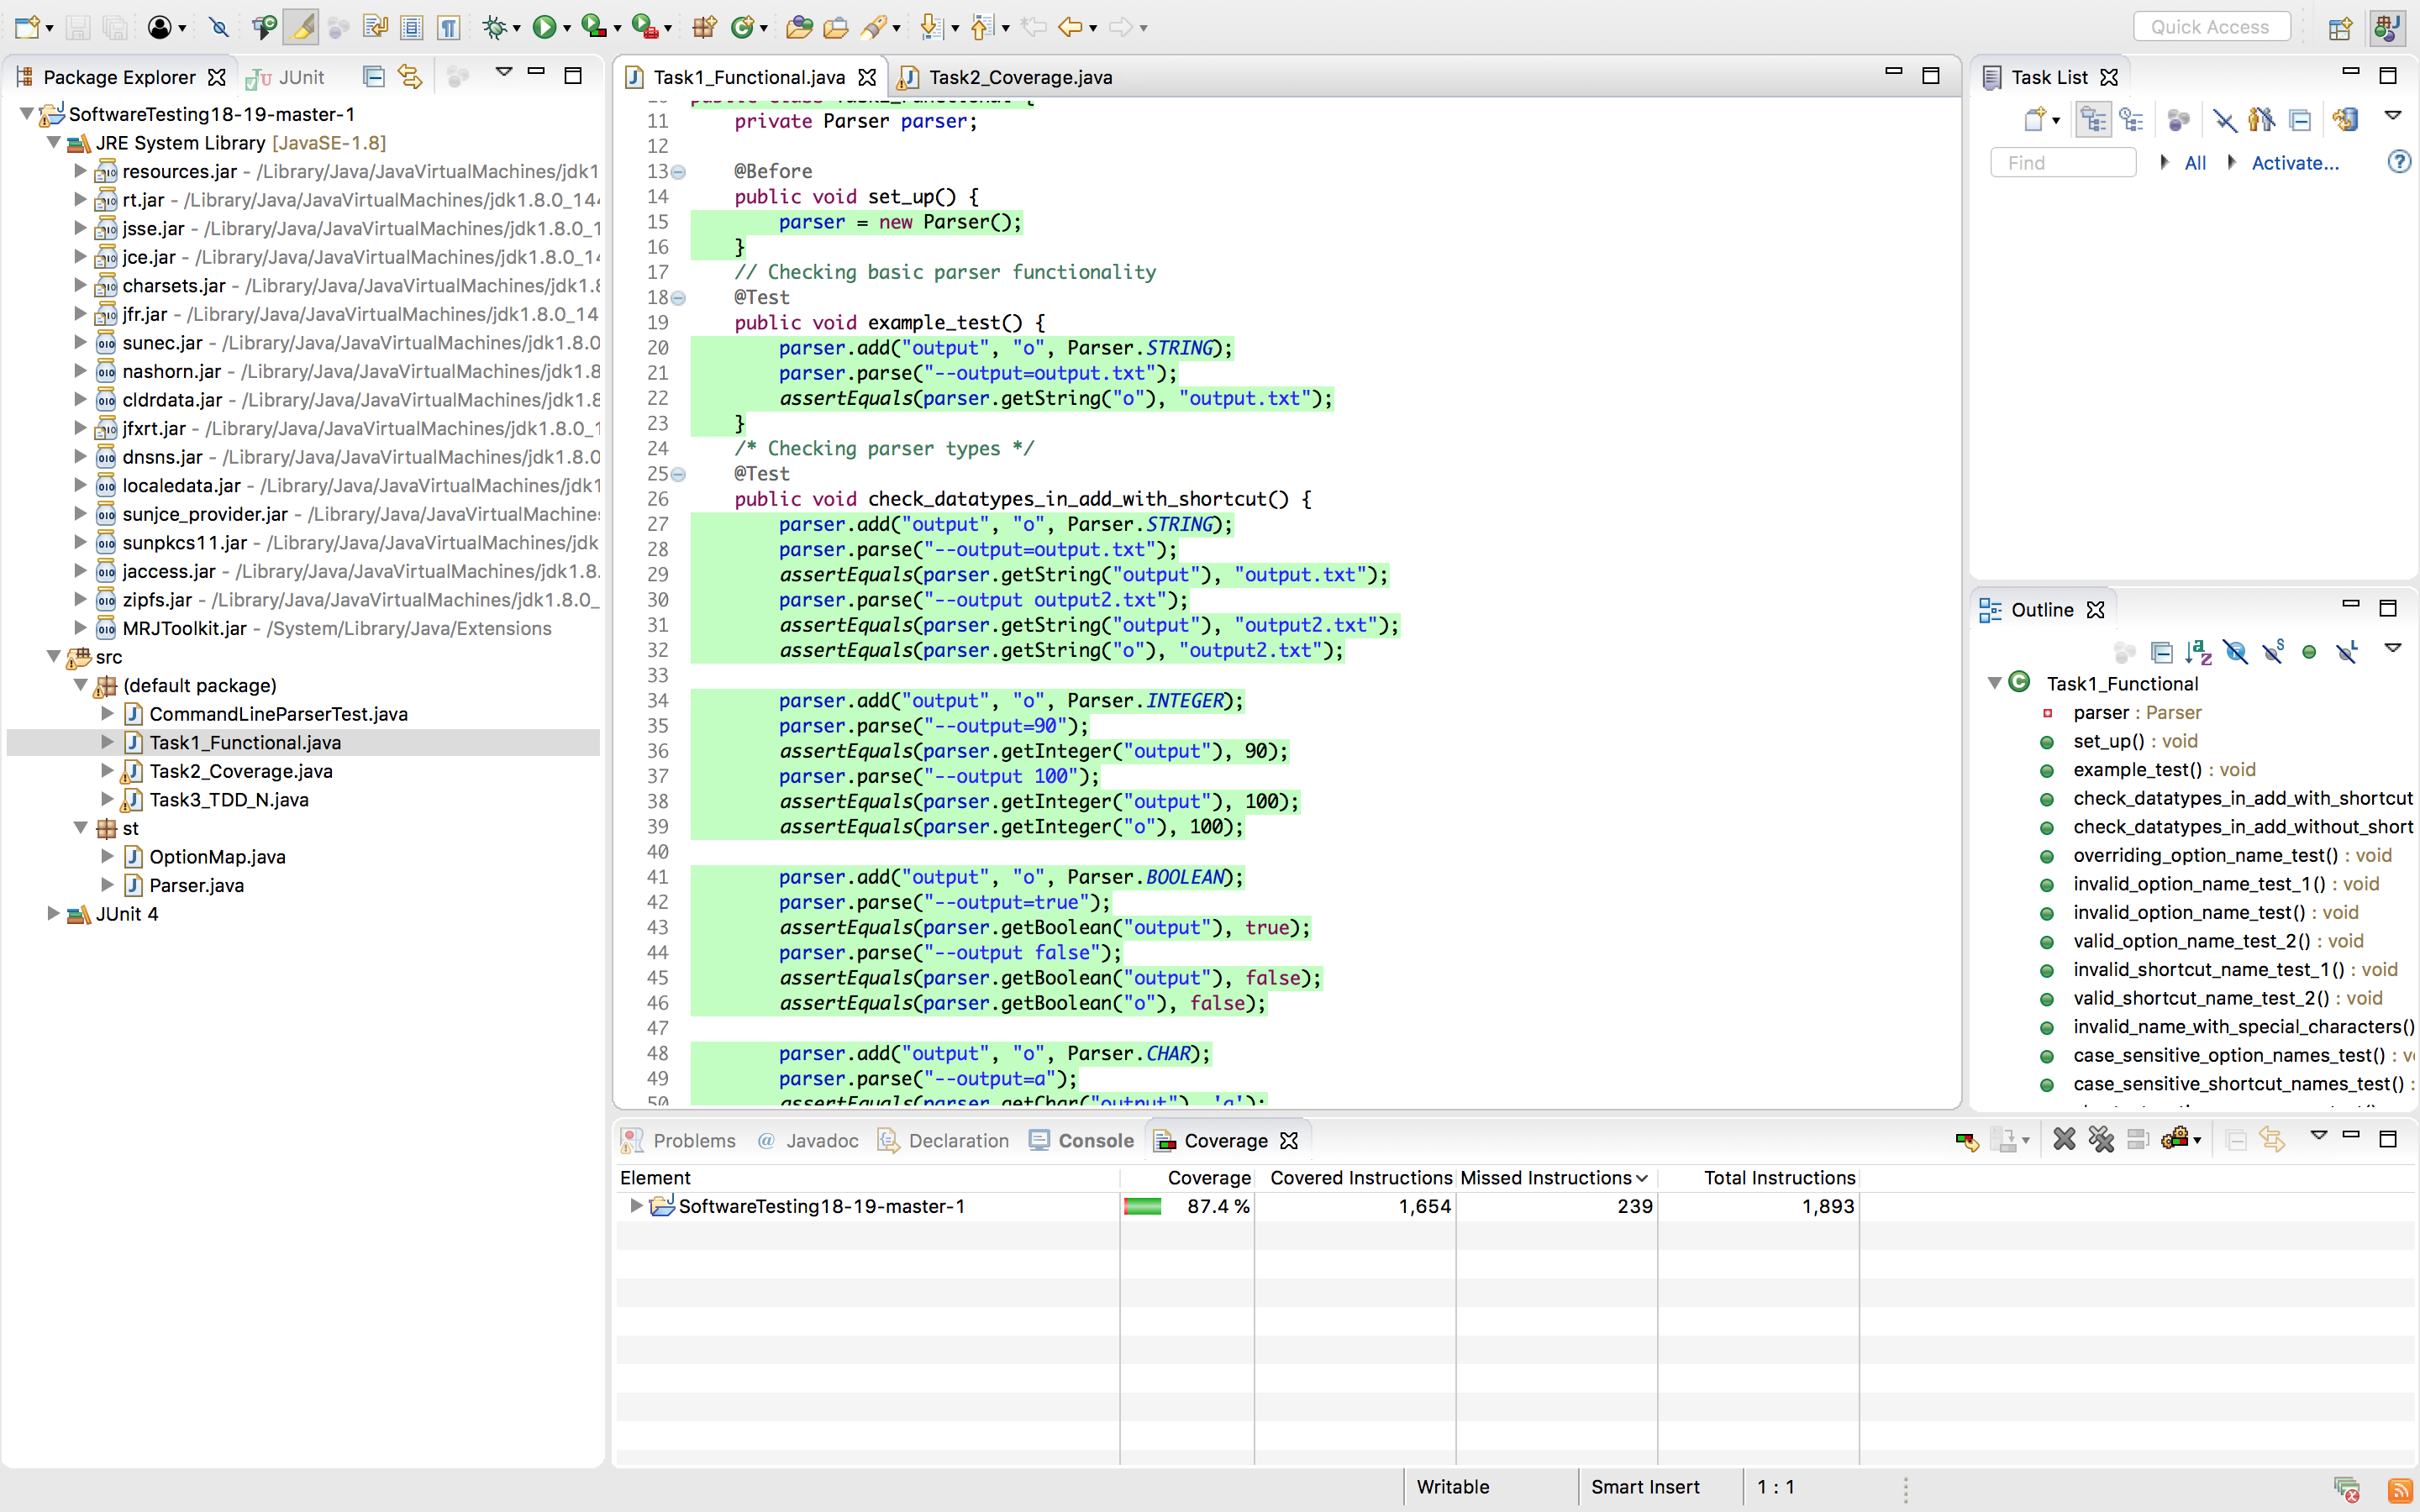 Quick Access
Package Explorer
JUnit
SoftwareTesting18-19-master-1
JRE System Library [JavaSE-1.8]
resources.jar - /Library/Java/JavaVirtualMachines/jdk1
rt.jar - /Library/Java/JavaVirtualMachines/jdk1.8.0_144
jsse.jar - /Library/Java/JavaVirtualMachines/jdk1.8.0_1
jce.jar - /Library/Java/JavaVirtualMachines/jdk1.8.0_14
charsets.jar - /Library/Java/JavaVirtualMachines/jdk1.8
jfr.jar - /Library/Java/JavaVirtualMachines/jdk1.8.0_14
sunec.jar - /Library/Java/JavaVirtualMachines/jdk1.8.0
nashorn.jar - /Library/Java/JavaVirtualMachines/jdk1.8
cldrdata.jar - /Library/Java/JavaVirtualMachines/jdk1.8
jfxrt.jar - /Library/Java/JavaVirtualMachines/jdk1.8.0_1
dnsns.jar - /Library/Java/JavaVirtualMachines/jdk1.8.0
localedata.jar - /Library/Java/JavaVirtualMachines/jdk1
sunjce_provider.jar - /Library/Java/JavaVirtualMachines
sunpkcs11.jar - /Library/Java/JavaVirtualMachines/jdk
jaccess.jar - /Library/Java/JavaVirtualMachines/jdk1.8.
zipfs.jar - /Library/Java/JavaVirtualMachines/jdk1.8.0_
MRJToolkit.jar - /System/Library/Java/Extensions
src
(default package)
CommandLineParserTest.java
Task1_Functional.java
Task2_Coverage.java
Task3_TDD_N.java
st
OptionMap.java
Parser.java
JUnit 4
Task1_Functional.java
Task2_Coverage.java
10 public class Task1_Functional {
11 private Parser parser;
12
13 @Before
14 public void set_up() {
15 parser = new Parser();
16 }
17 // Checking basic parser functionality
18 @Test
19 public void example_test() {
20 parser.add("output", "o", Parser.STRING);
21 parser.parse("--output=output.txt");
22 assertEquals(parser.getString("o"), "output.txt");
23 }
24 /* Checking parser types */
25 @Test
26 public void check_datatypes_in_add_with_shortcut() {
27 parser.add("output", "o", Parser.STRING);
28 parser.parse("--output=output.txt");
29 assertEquals(parser.getString("output"), "output.txt");
30 parser.parse("--output output2.txt");
31 assertEquals(parser.getString("output"), "output2.txt");
32 assertEquals(parser.getString("o"), "output2.txt");
33
34 parser.add("output", "o", Parser.INTEGER);
35 parser.parse("--output=90");
36 assertEquals(parser.getInteger("output"), 90);
37 parser.parse("--output 100");
38 assertEquals(parser.getInteger("output"), 100);
39 assertEquals(parser.getInteger("o"), 100);
40
41 parser.add("output", "o", Parser.BOOLEAN);
42 parser.parse("--output=true");
43 assertEquals(parser.getBoolean("output"), true);
44 parser.parse("--output false");
45 assertEquals(parser.getBoolean("output"), false);
46 assertEquals(parser.getBoolean("o"), false);
47
48 parser.add("output", "o", Parser.CHAR);
49 parser.parse("--output=a");
50 assertEquals(parser.getChar("output"), 'a');
Task List
Find
All
Activate...
Outline
Task1_Functional
parser : Parser
set_up() : void
example_test() : void
check_datatypes_in_add_with_shortcut
check_datatypes_in_add_without_short
overriding_option_name_test() : void
invalid_option_name_test_1() : void
invalid_option_name_test() : void
valid_option_name_test_2() : void
invalid_shortcut_name_test_1() : void
valid_shortcut_name_test_2() : void
invalid_name_with_special_characters()
case_sensitive_option_names_test() : v
case_sensitive_shortcut_names_test() :
Problems
Javadoc
Declaration
Console
Coverage
Element Coverage Covered Instructions Missed Instructions Total Instructions
SoftwareTesting18-19-master-1 87.4 % 1,654 239 1,893
Writable
Smart Insert
1 : 1